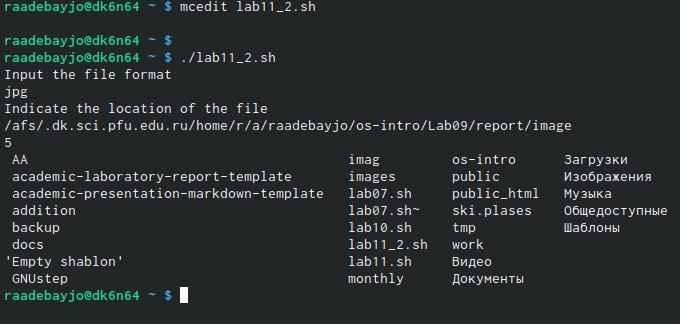 raadebayjo@dk6n64 ~ $ mcedit lab11_2.sh
raadebayjo@dk6n64 ~ $
raadebayjo@dk6n64 ~ $ ./lab11_2.sh
Input the file format
jpg
Indicate the location of the file
/afs/.dk.sci.pfu.edu.ru/home/r/a/raadebayjo/os-intro/Lab09/report/image
5
AA imag os-intro Загрузки
academic-laboratory-report-template images public Изображения
academic-presentation-markdown-template lab07.sh public_html Музыка
addition lab07.sh~ ski.plases Общедоступные
backup lab10.sh tmp Шаблоны
docs lab11_2.sh work
'Empty shablon' lab11.sh Видео
GNUstep monthly Документы
raadebayjo@dk6n64 ~ $